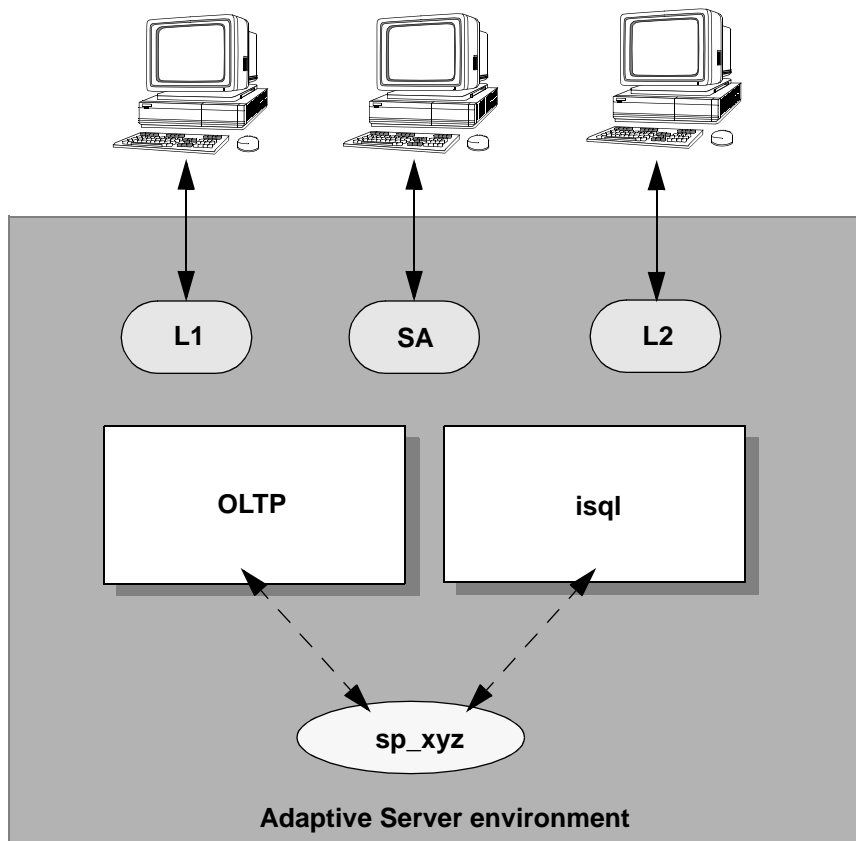 L1
SA
L2
OLTP
isql
sp_xyz
Adaptive Server environment